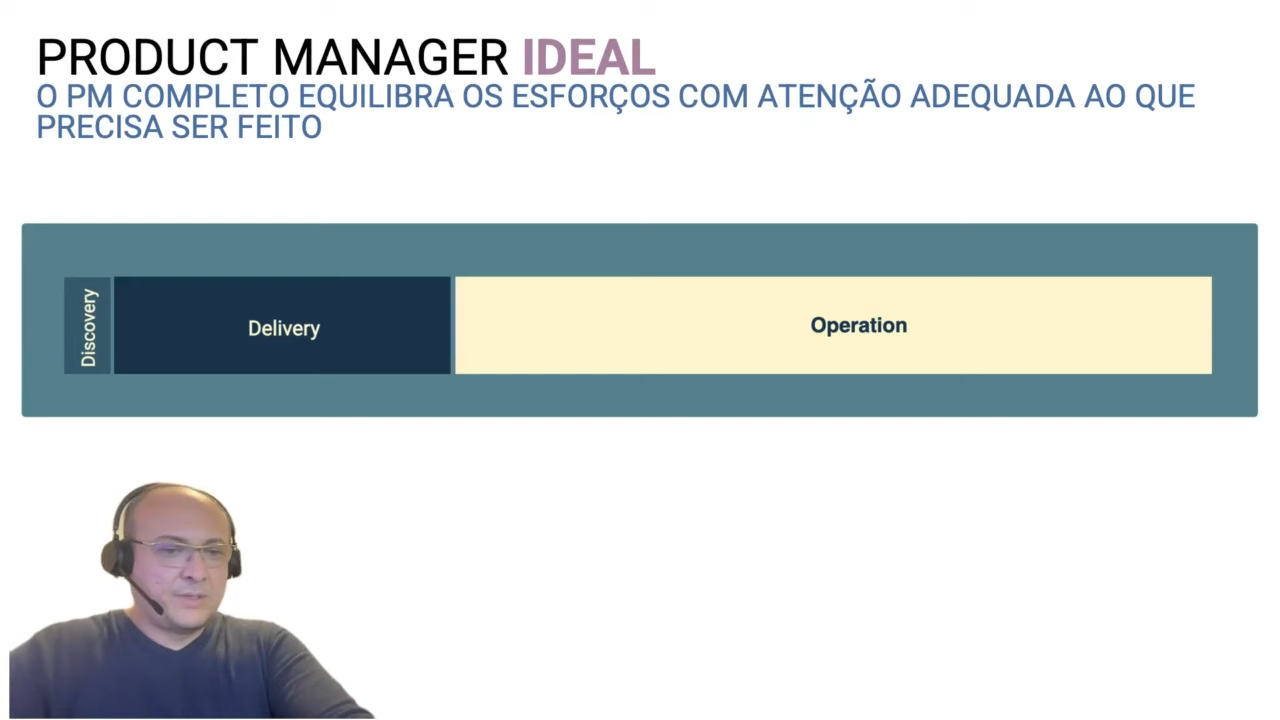 PRODUCT MANAGER IDEAL
O PM COMPLETO EQUILIBRA OS ESFORÇOS COM ATENÇÃO ADEQUADA AO QUE
PRECISA SER FEITO
Discovery
Delivery
Operation